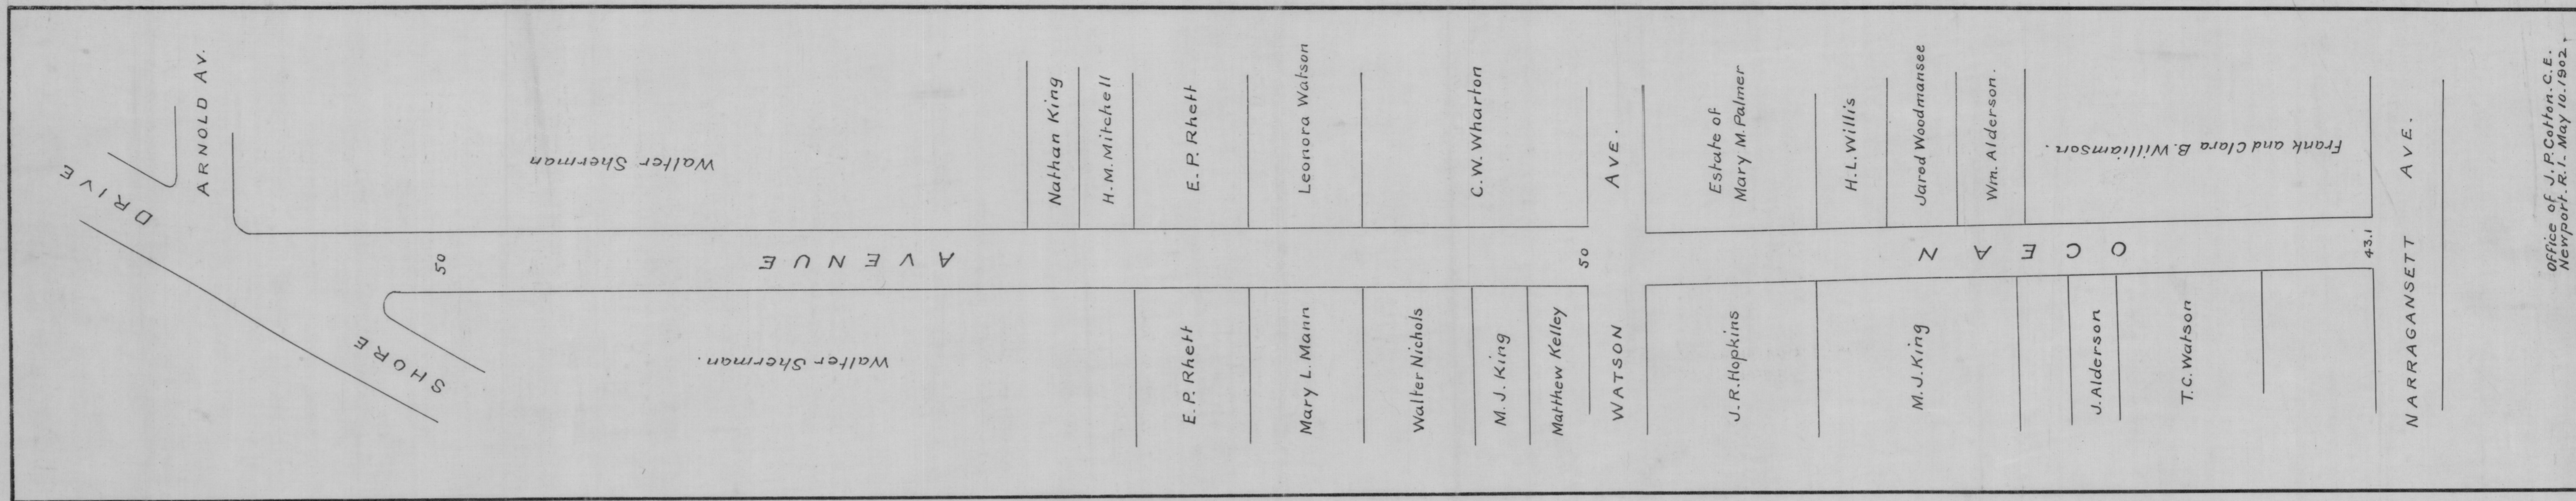 ARNOLD AV.
DRIVE
SHORE
Walter Sherman
Nathan King
H. M. Mitchell
E. P. Rhett
Leonora Watson
C. W. Wharton
AVE.
Estate of
Mary M. Palmer
H. L. Willis
Jarod Woodmansee
Wm. Alderson.
Frank and Clara B. Williamson.
AVE.
50
AVENUE
50
OCEAN
43.1
Walter Sherman.
E. P. Rhett
Mary L. Mann
Walter Nichols
M. J. King
Matthew Kelley
WATSON
J. R. Hopkins
M. J. King
J. Alderson
T. C. Watson
NARRAGANSETT
Office of J. P. Cotton. C. E.
Newport. R. I. May 10. 1902.